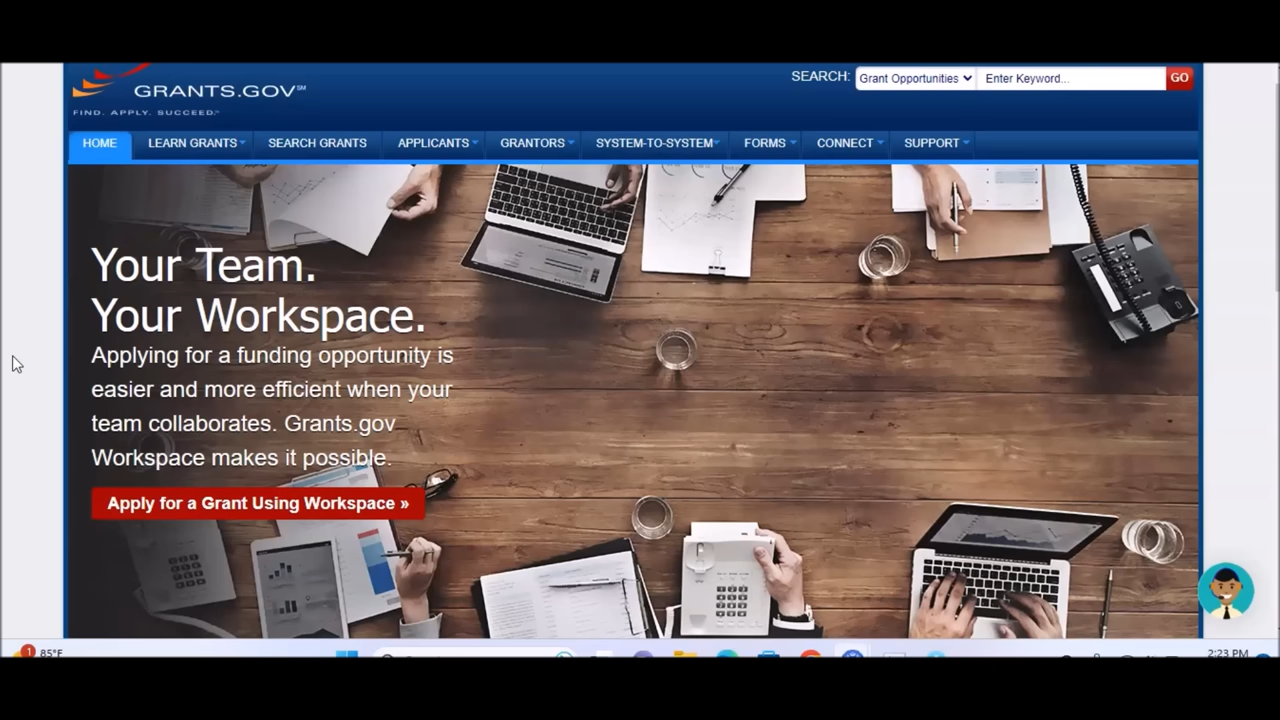 GRANTS.GOV℠
FIND. APPLY. SUCCEED.℠
SEARCH: Grant Opportunities Enter Keyword... GO
HOME LEARN GRANTS SEARCH GRANTS APPLICANTS GRANTORS SYSTEM-TO-SYSTEM FORMS CONNECT SUPPORT
Your Team.
Your Workspace.
Applying for a funding opportunity is
easier and more efficient when your
team collaborates. Grants.gov
Workspace makes it possible.
Apply for a Grant Using Workspace »
1 85°F 2:23 PM